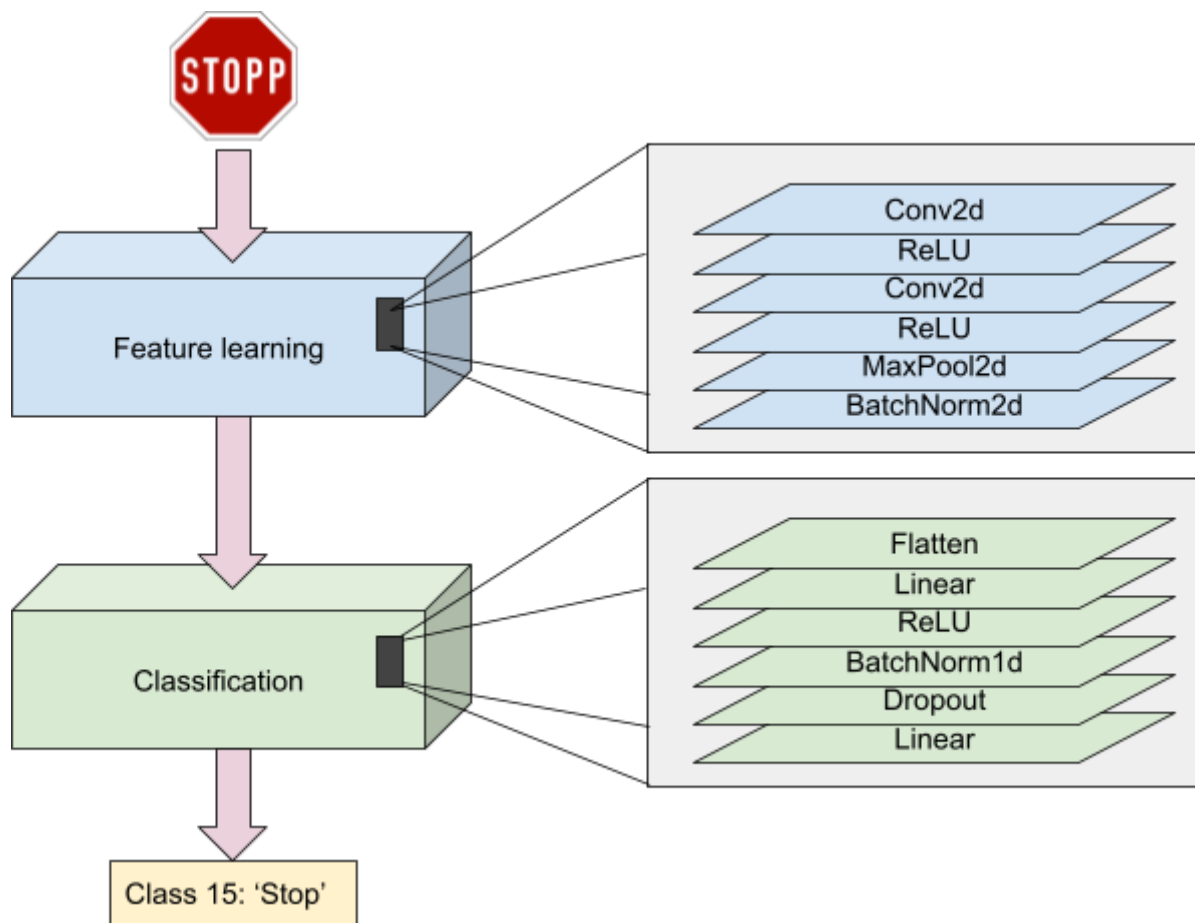 STOPP
Feature learning
Conv2d
ReLU
Conv2d
ReLU
MaxPool2d
BatchNorm2d
Classification
Flatten
Linear
ReLU
BatchNorm1d
Dropout
Linear
Class 15: ‘Stop’